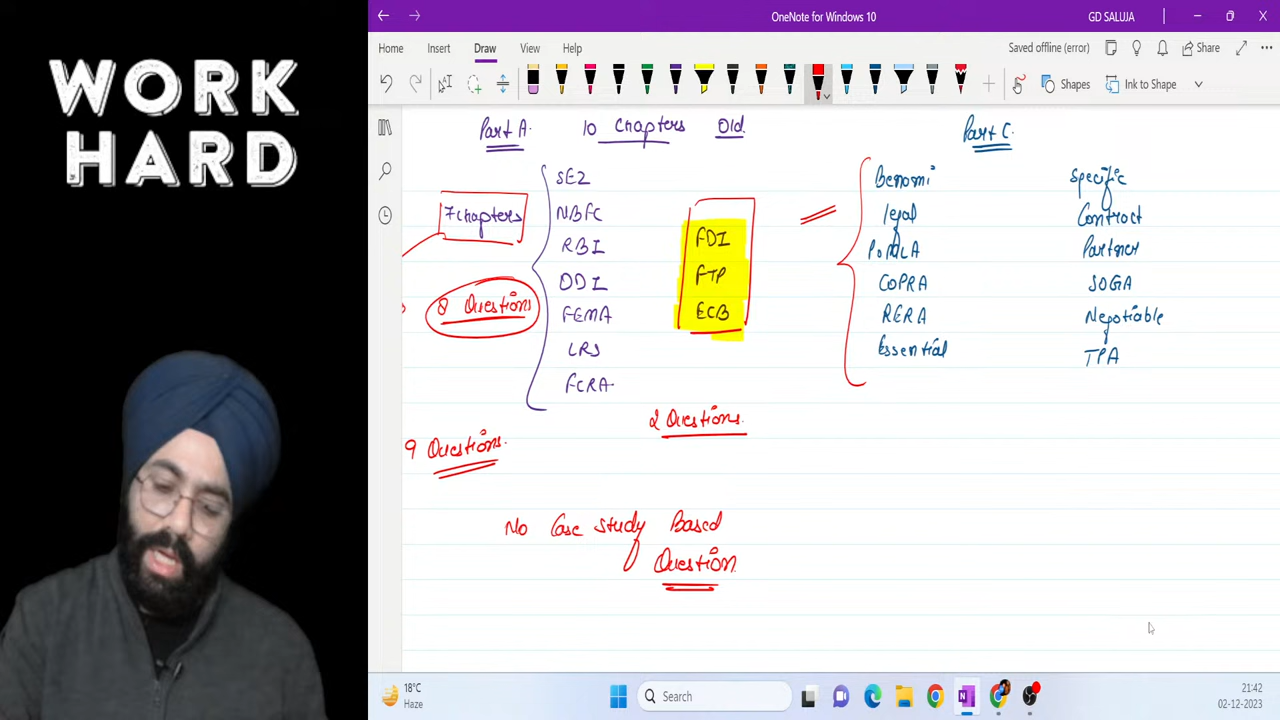 WORK
HARD
OneNote for Windows 10
GD SALUJA
Home Insert Draw View Help
Saved offline (error)
Share
Shapes
Ink to Shape
Part A. 10 Chapters Old.
Part C.
7 Chapters
8 Questions
SEZ
NBFC
RBI
ODI
FEMA
LRS
FCRA
FDI
FTP
ECB
2 Questions.
9 Questions.
No Case Study Based
Question.
Benami
legal
PoMLA
COPRA
RERA
Essential
Specific
Contract
Partner
SOGA
Negotiable
TPA
18°C
Haze
Search
21:42
02-12-2023